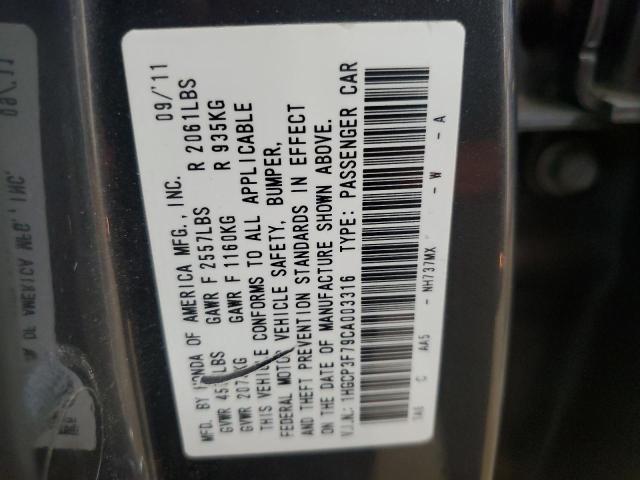 MFD. BY HONDA OF AMERICA MFG., INC. 09/'11
GVWR LBS GAWR F 2557LBS R 2061LBS
GVWR KG GAWR F 1160KG R 935KG
THIS VEHICLE CONFORMS TO ALL APPLICABLE
FEDERAL MOTOR VEHICLE SAFETY, BUMPER,
AND THEFT PREVENTION STANDARDS IN EFFECT
ON THE DATE OF MANUFACTURE SHOWN ABOVE.
V.I.N.: 1HGCP3F79CA003316 TYPE: PASSENGER CAR
C AA5 - NH737MX - W - A